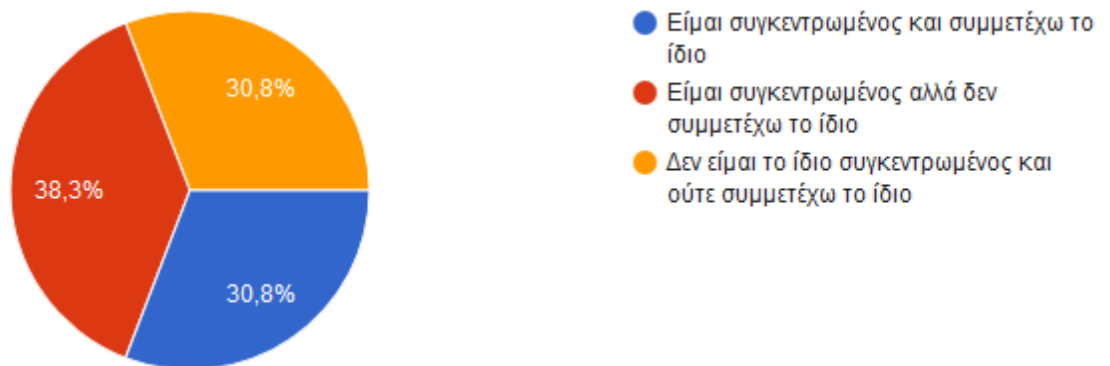 30,8%
38,3%
30,8%
Είμαι συγκεντρωμένος και συμμετέχω το
ίδιο
Είμαι συγκεντρωμένος αλλά δεν
συμμετέχω το ίδιο
Δεν είμαι το ίδιο συγκεντρωμένος και
ούτε συμμετέχω το ίδιο